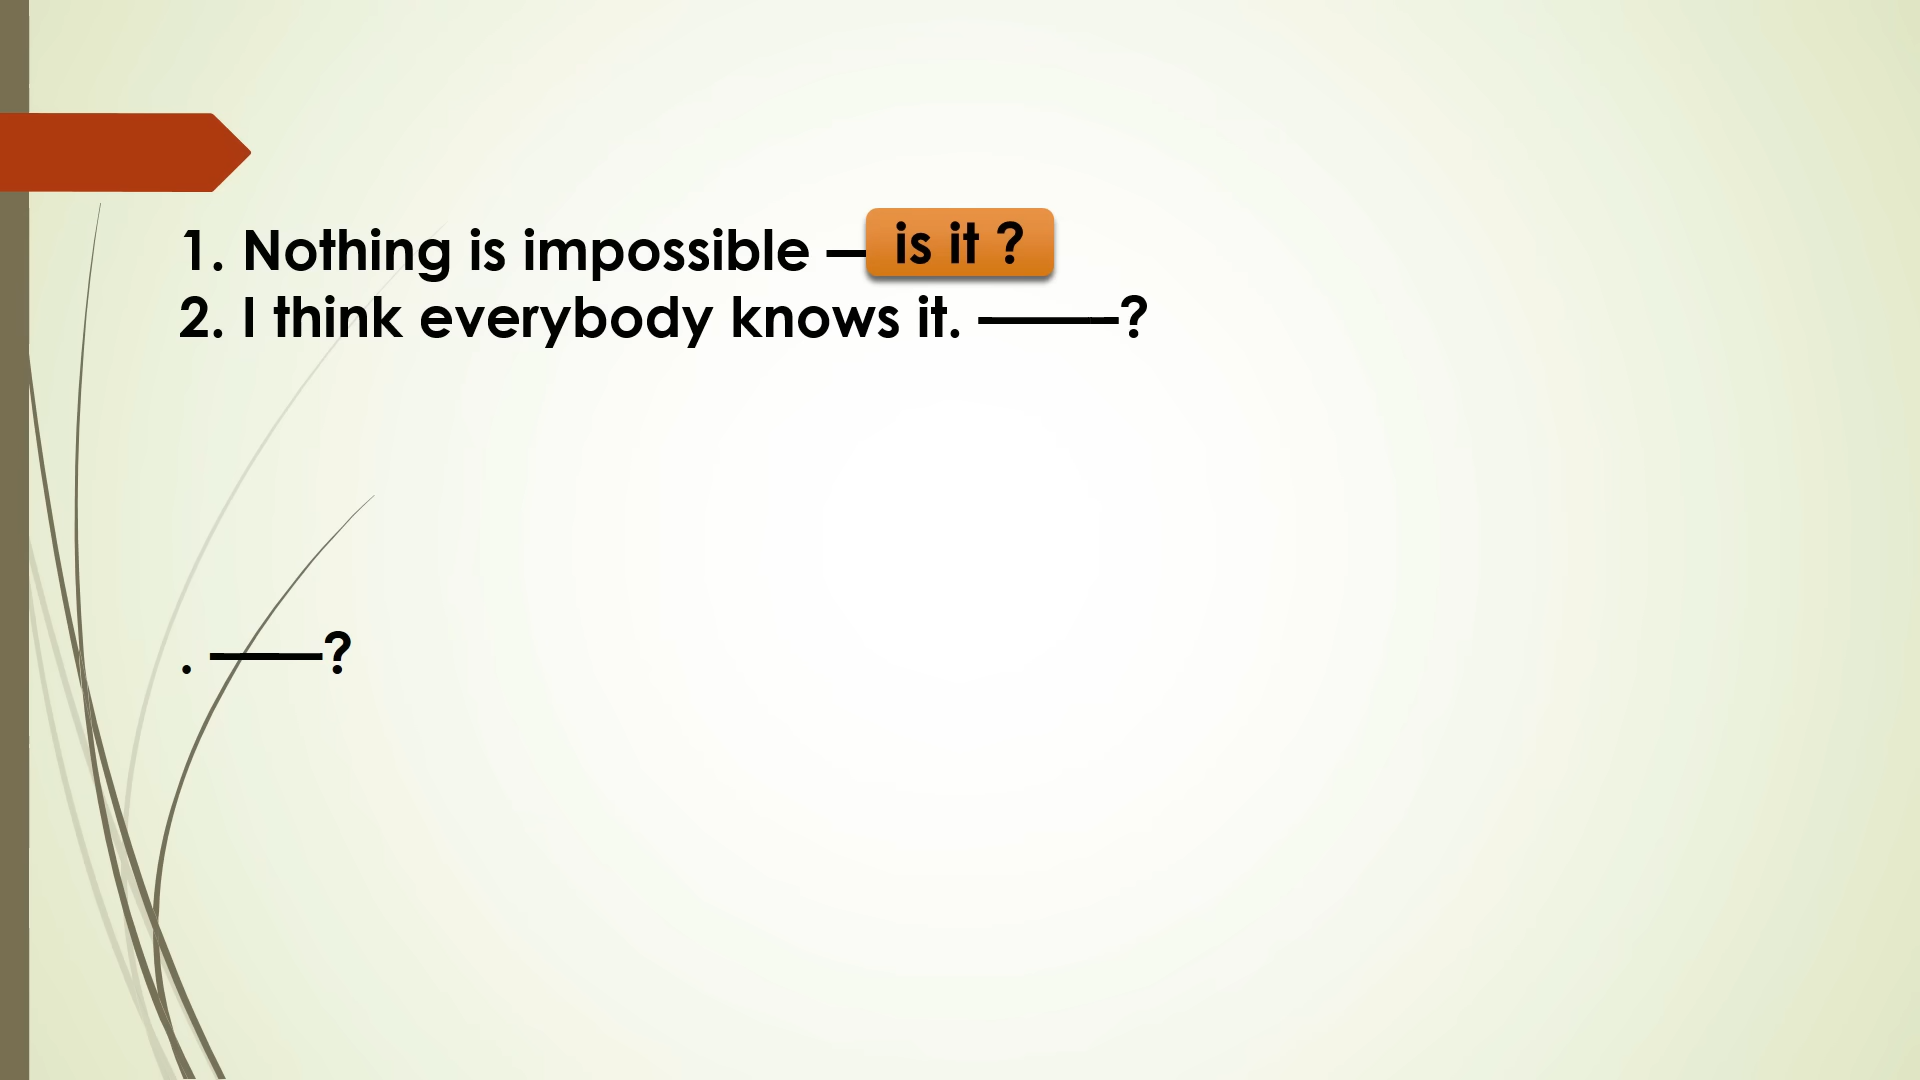 1. Nothing is impossible — is it ?
2. I think everybody knows it. ———–?
. ———?